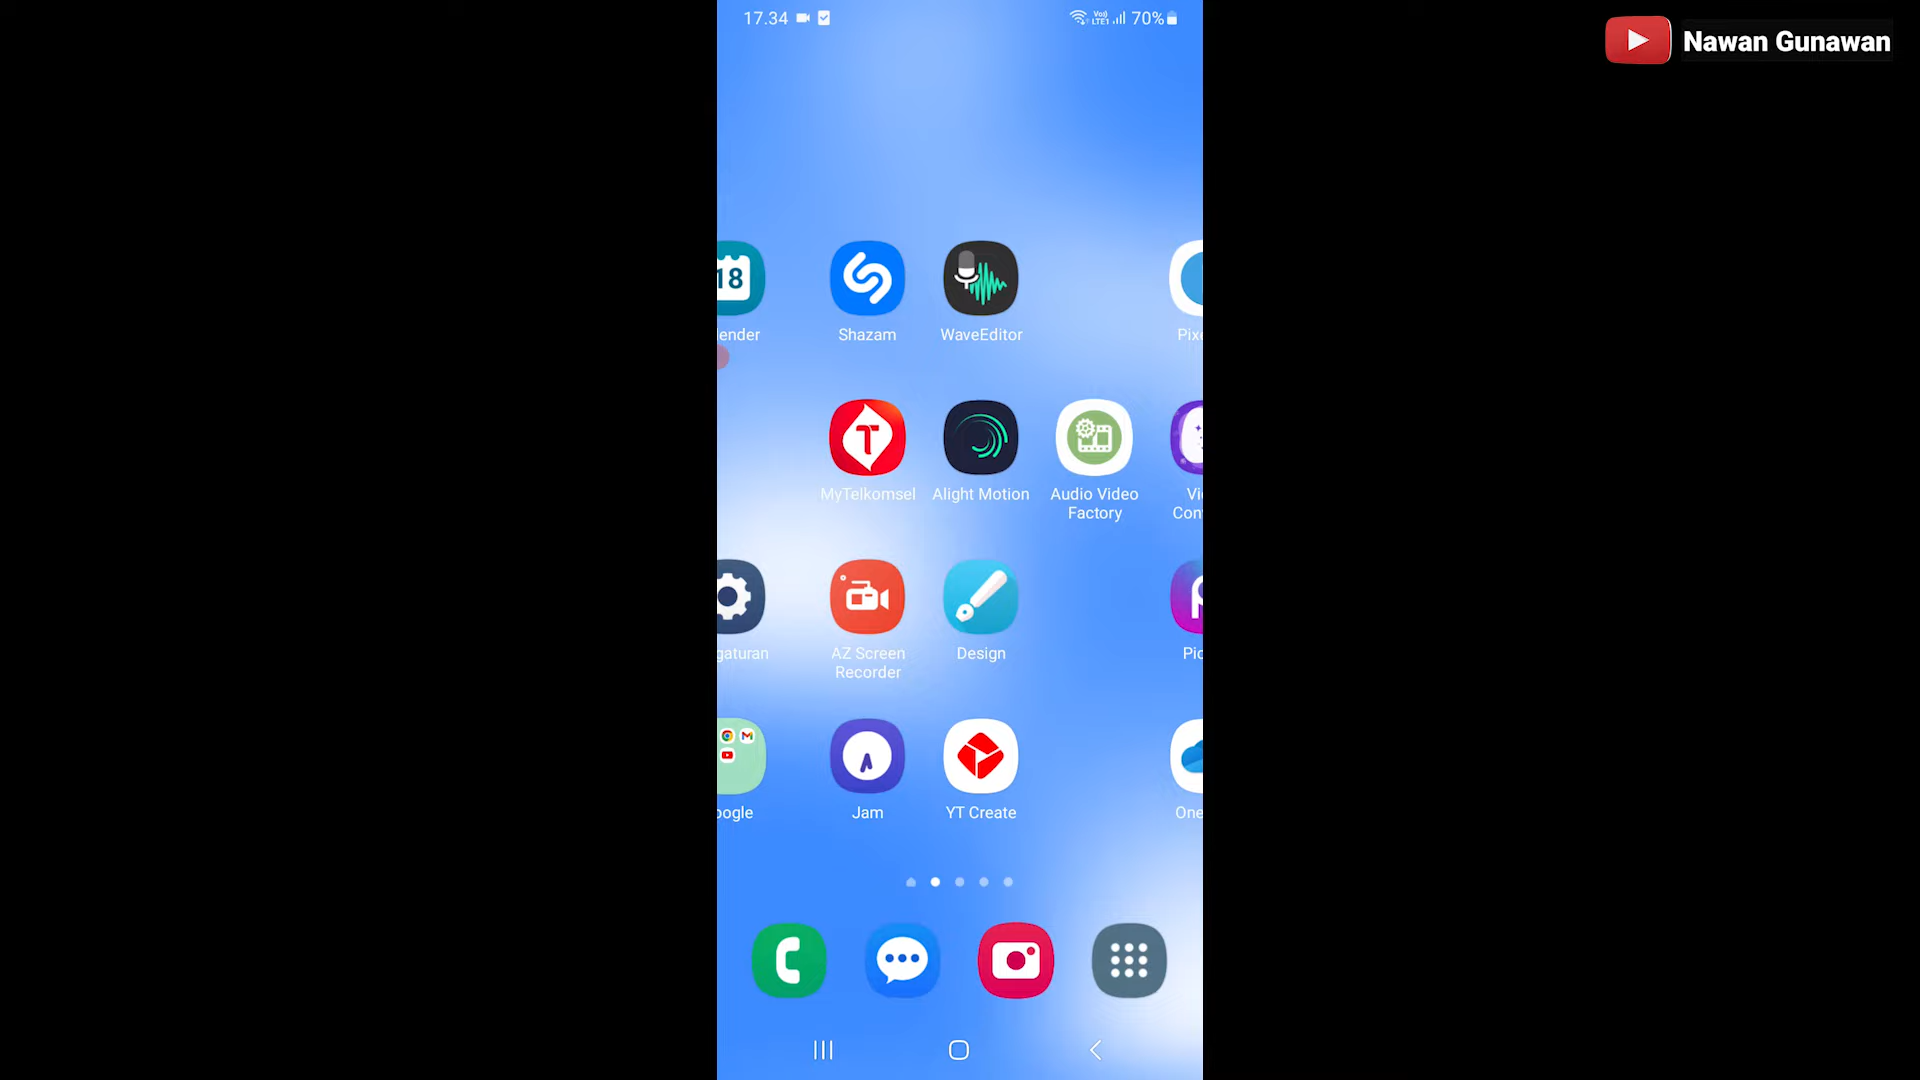 17.34
70%
Nawan Gunawan
18
lender
Shazam
WaveEditor
Pixe
MyTelkomsel
Alight Motion
Audio Video
Factory
Vi
Con
gaturan
AZ Screen
Recorder
Design
Pic
oogle
Jam
YT Create
One